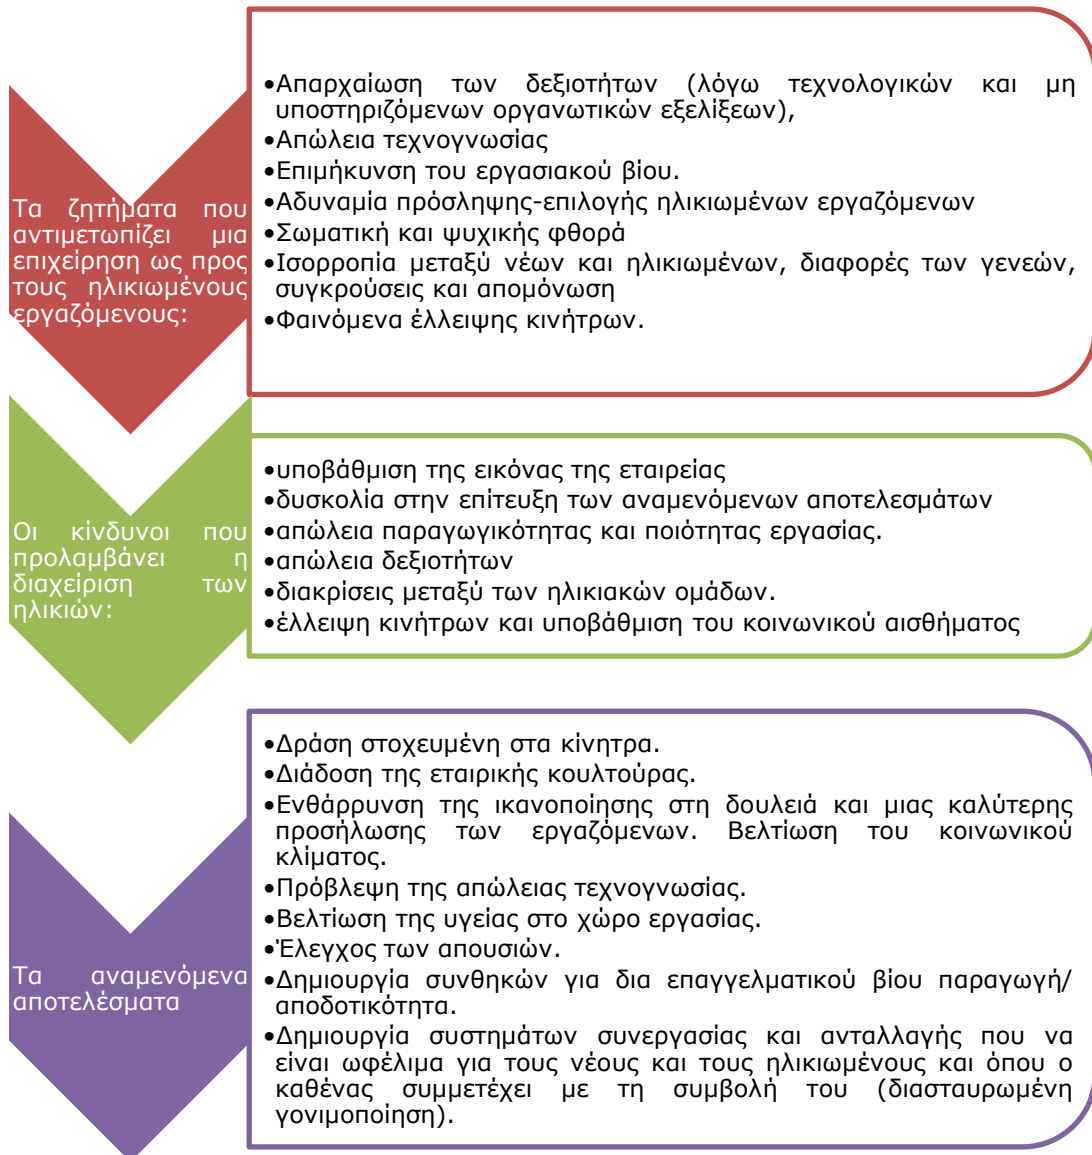 Τα ζητήματα που
αντιμετωπίζει μια
επιχείρηση ως προς
τους ηλικιωμένους
εργαζόμενους:
•Απαρχαίωση των δεξιοτήτων (λόγω τεχνολογικών και μη
υποστηριζόμενων οργανωτικών εξελίξεων),
•Απώλεια τεχνογνωσίας
•Επιμήκυνση του εργασιακού βίου.
•Αδυναμία πρόσληψης-επιλογής ηλικιωμένων εργαζόμενων
•Σωματική και ψυχικής φθορά
•Ισορροπία μεταξύ νέων και ηλικιωμένων, διαφορές των γενεών,
συγκρούσεις και απομόνωση
•Φαινόμενα έλλειψης κινήτρων.
Οι κίνδυνοι που
προλαμβάνει η
διαχείριση των
ηλικιών:
•υποβάθμιση της εικόνας της εταιρείας
•δυσκολία στην επίτευξη των αναμενόμενων αποτελεσμάτων
•απώλεια παραγωγικότητας και ποιότητας εργασίας.
•απώλεια δεξιοτήτων
•διακρίσεις μεταξύ των ηλικιακών ομάδων.
•έλλειψη κινήτρων και υποβάθμιση του κοινωνικού αισθήματος
Τα αναμενόμενα
αποτελέσματα
•Δράση στοχευμένη στα κίνητρα.
•Διάδοση της εταιρικής κουλτούρας.
•Ενθάρρυνση της ικανοποίησης στη δουλειά και μιας καλύτερης
προσήλωσης των εργαζόμενων. Βελτίωση του κοινωνικού
κλίματος.
•Πρόβλεψη της απώλειας τεχνογνωσίας.
•Βελτίωση της υγείας στο χώρο εργασίας.
•Έλεγχος των απουσιών.
•Δημιουργία συνθηκών για δια επαγγελματικού βίου παραγωγή/
αποδοτικότητα.
•Δημιουργία συστημάτων συνεργασίας και ανταλλαγής που να
είναι ωφέλιμα για τους νέους και τους ηλικιωμένους και όπου ο
καθένας συμμετέχει με τη συμβολή του (διασταυρωμένη
γονιμοποίηση).